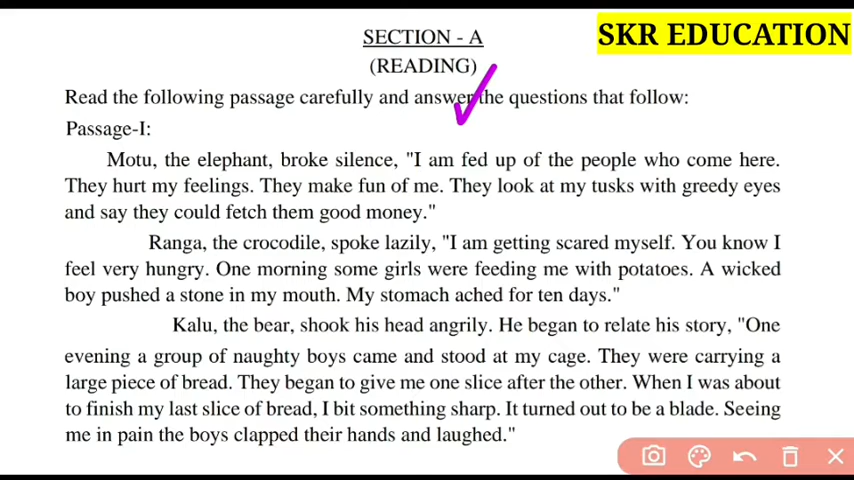 SECTION - A
SKR EDUCATION
(READING)
Read the following passage carefully and answer the questions that follow:
Passage-I:
Motu, the elephant, broke silence, "I am fed up of the people who come here.
They hurt my feelings. They make fun of me. They look at my tusks with greedy eyes
and say they could fetch them good money."
Ranga, the crocodile, spoke lazily, "I am getting scared myself. You know I
feel very hungry. One morning some girls were feeding me with potatoes. A wicked
boy pushed a stone in my mouth. My stomach ached for ten days."
Kalu, the bear, shook his head angrily. He began to relate his story, "One
evening a group of naughty boys came and stood at my cage. They were carrying a
large piece of bread. They began to give me one slice after the other. When I was about
to finish my last slice of bread, I bit something sharp. It turned out to be a blade. Seeing
me in pain the boys clapped their hands and laughed."